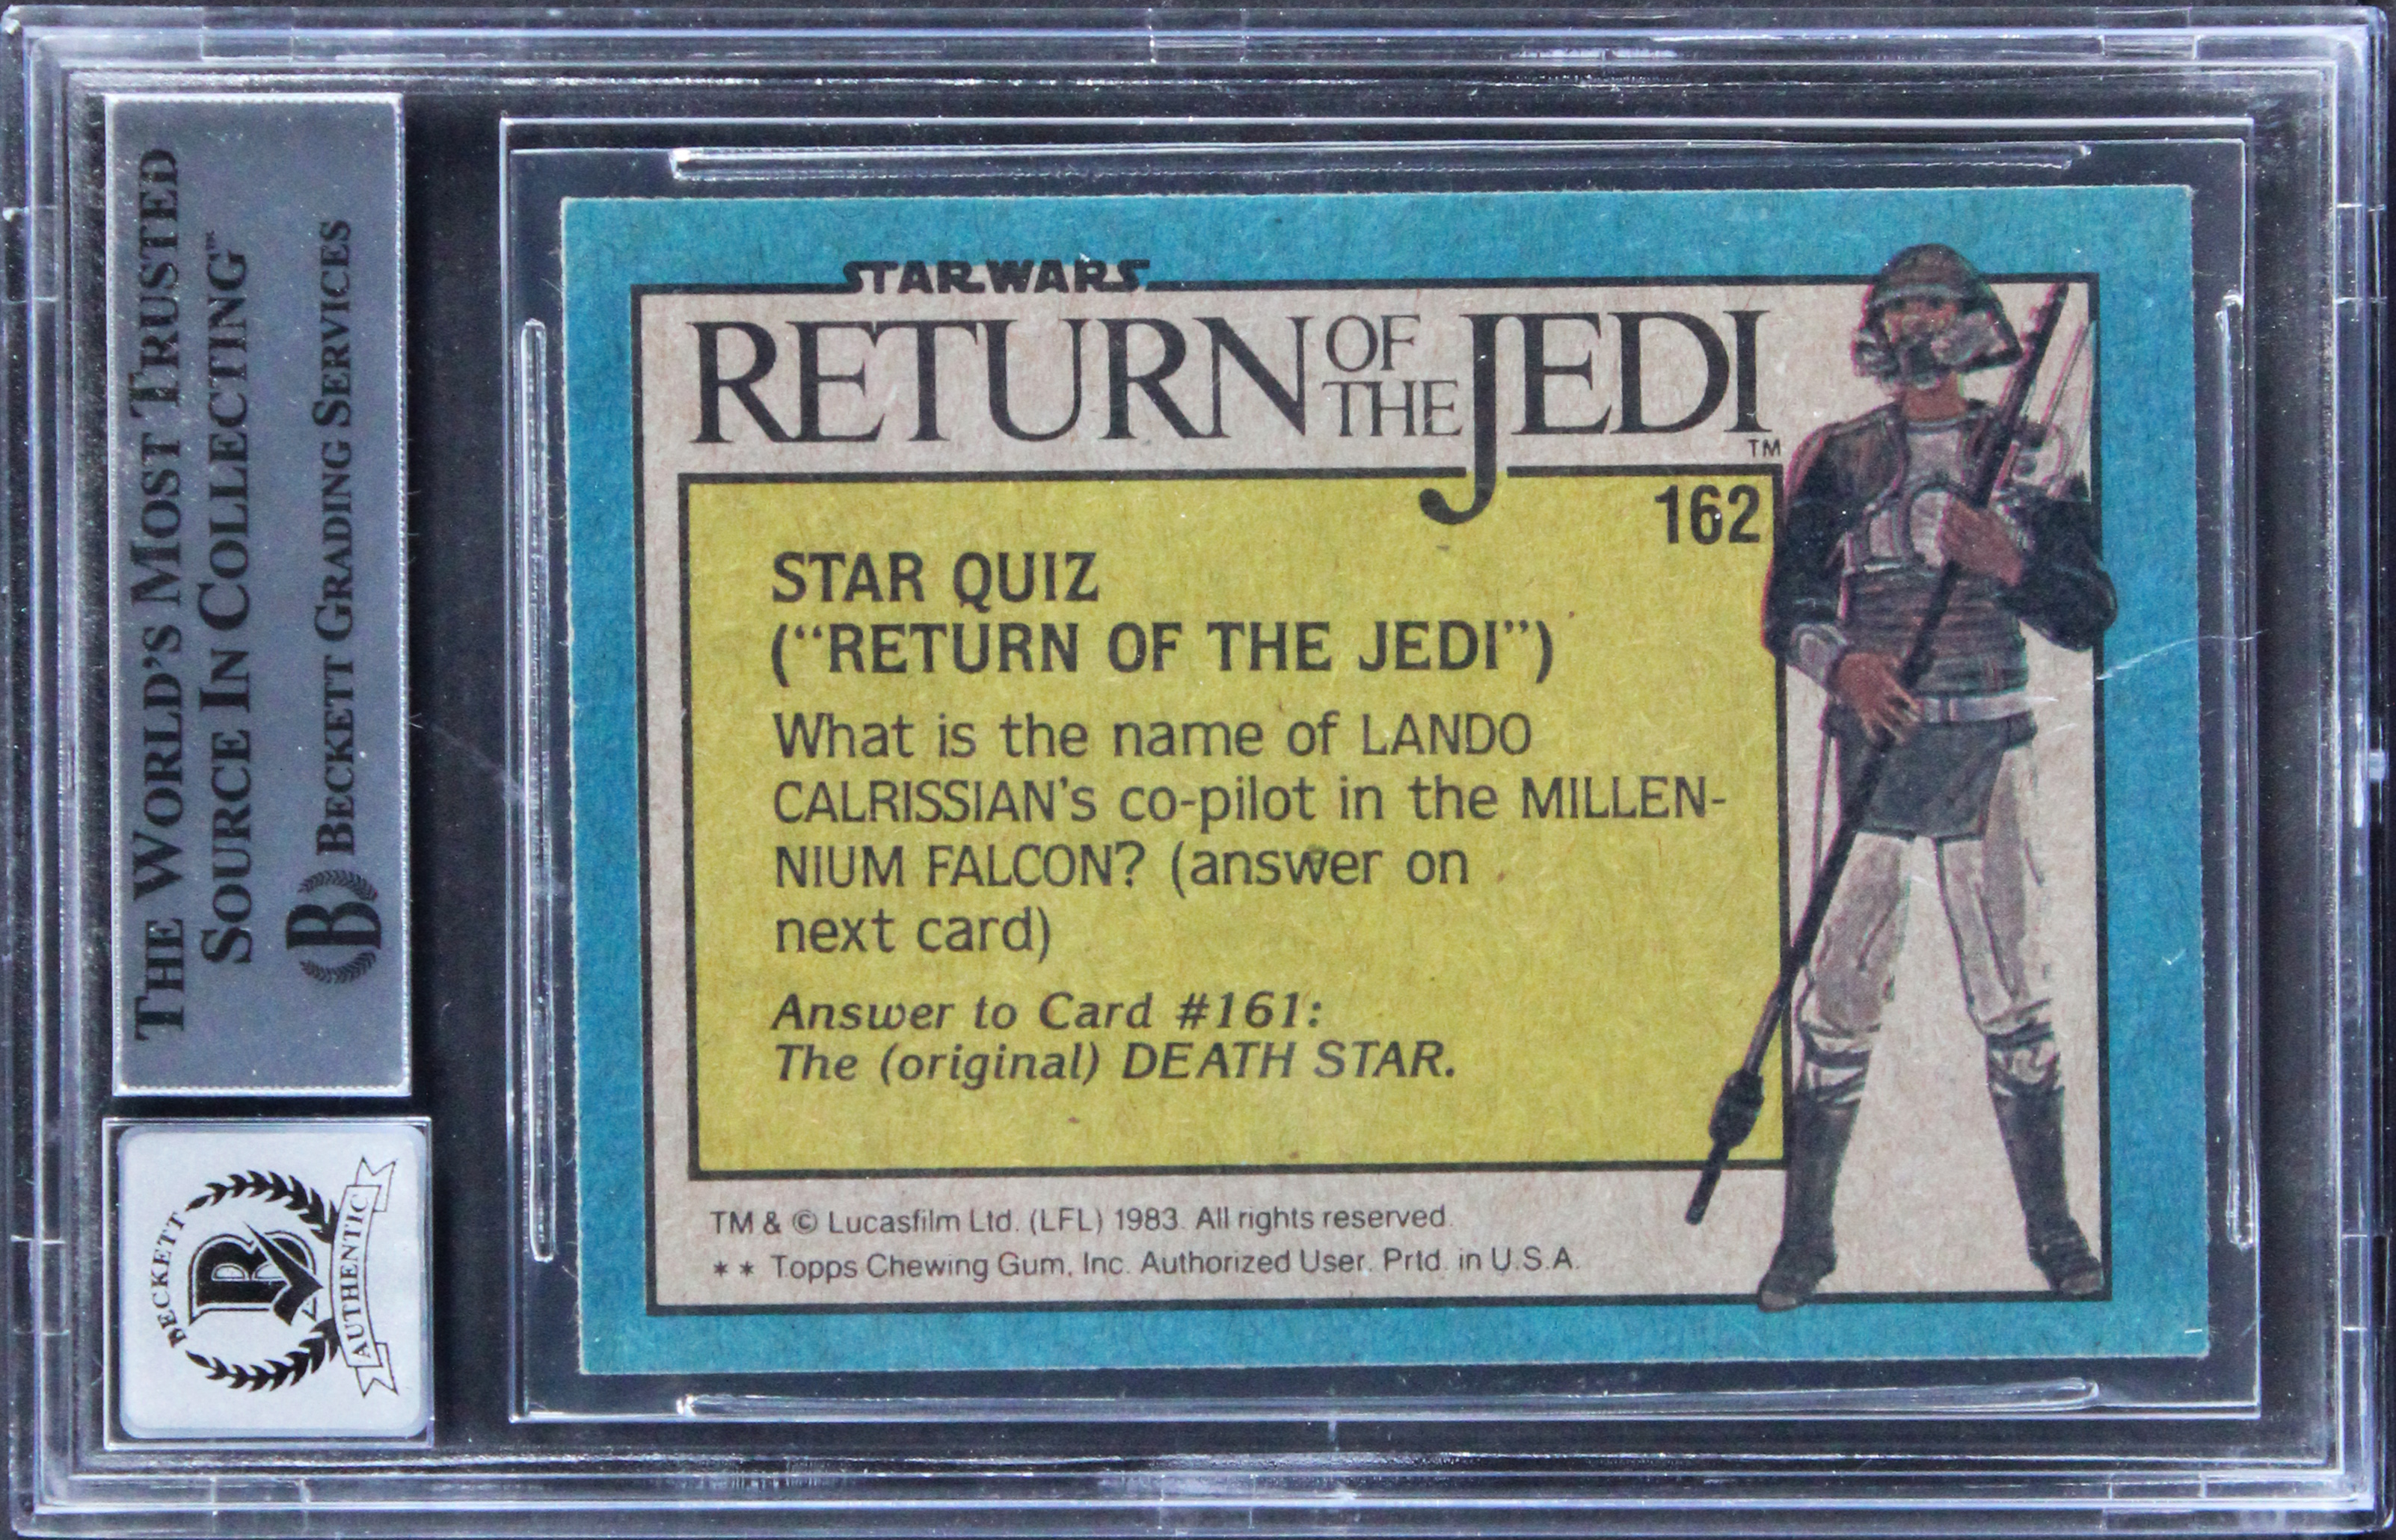 THE WORLD'S MOST TRUSTED
SOURCE IN COLLECTING™
B BECKETT GRADING SERVICES
BECKETT
B
AUTHENTIC
STAR WARS
RETURN OF THE JEDI
TM
162
STAR QUIZ
("RETURN OF THE JEDI")
What is the name of LANDO
CALRISSIAN's co-pilot in the MILLEN-
NIUM FALCON? (answer on
next card)
Answer to Card #161:
The (original) DEATH STAR.
TM & © Lucasfilm Ltd. (LFL) 1983. All rights reserved.
** Topps Chewing Gum, Inc. Authorized User. Prtd. in U.S.A.